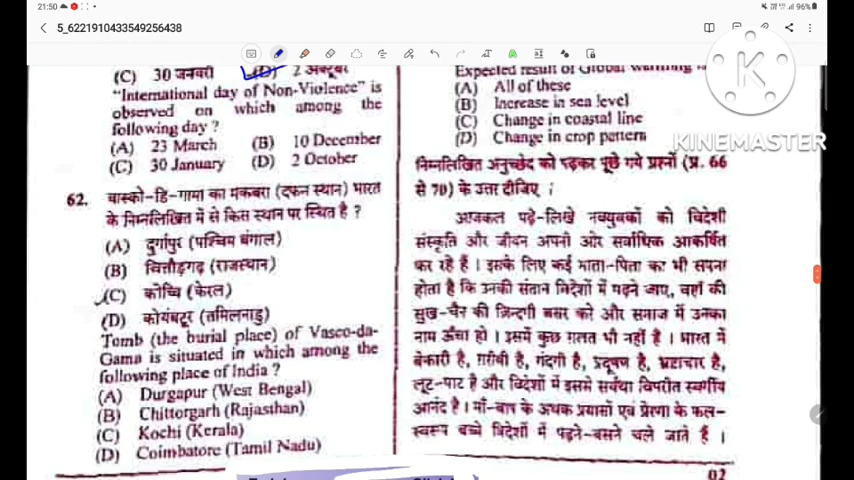 21:50
96%
5_6221910433549256438
(C) 30 जनवरी (D) 2 अक्टूबर
"International day of Non-Violence" is
observed on which among the
following day ?
(A) 23 March (B) 10 December
(C) 30 January (D) 2 October
62. वास्को-डि-गामा का मकबरा (दफन स्थान) भारत
के निम्नलिखित में से किस स्थान पर स्थित है ?
(A) दुर्गापुर (पश्चिम बंगाल)
(B) चित्तौड़गढ़ (राजस्थान)
(C) कोच्चि (केरल)
(D) कोयंबटूर (तमिलनाडु)
Tomb (the burial place) of Vasco-da-
Gama is situated in which among the
following place of India ?
(A) Durgapur (West Bengal)
(B) Chittorgarh (Rajasthan)
(C) Kochi (Kerala)
(D) Coimbatore (Tamil Nadu)
Expected result of Global warming
(A) All of these
(B) Increase in sea level
(C) Change in coastal line
(D) Change in crop pattern
निम्नलिखित अनुच्छेद को पढ़कर पूछे गये प्रश्नों (प्र. 66
से 70) के उत्तर दीजिए :
आजकल पढ़े-लिखे नवयुवकों को विदेशी
संस्कृति और जीवन अपनी ओर सर्वाधिक आकर्षित
कर रहे हैं । इसके लिए कई माता-पिता का भी सपना
होता है कि उनकी संतान विदेशों में पढ़ने जाए, वहाँ की
सुख-चैन की ज़िन्दगी बसर करे और समाज में उनका
नाम ऊँचा हो । इसमें कुछ ग़लत भी नहीं है । भारत में
बेकारी है, ग़रीबी है, गंदगी है, प्रदूषण है, भ्रष्टाचार है,
लूट-पाट है और विदेशों में इससे सर्वथा विपरीत स्वर्गीय
आनंद है । माँ-बाप के अथक प्रयासों एवं प्रेरणा के फल-
स्वरूप बच्चे विदेशों में पढ़ने-बसने चले जाते हैं ।
02
K
KINEMASTER